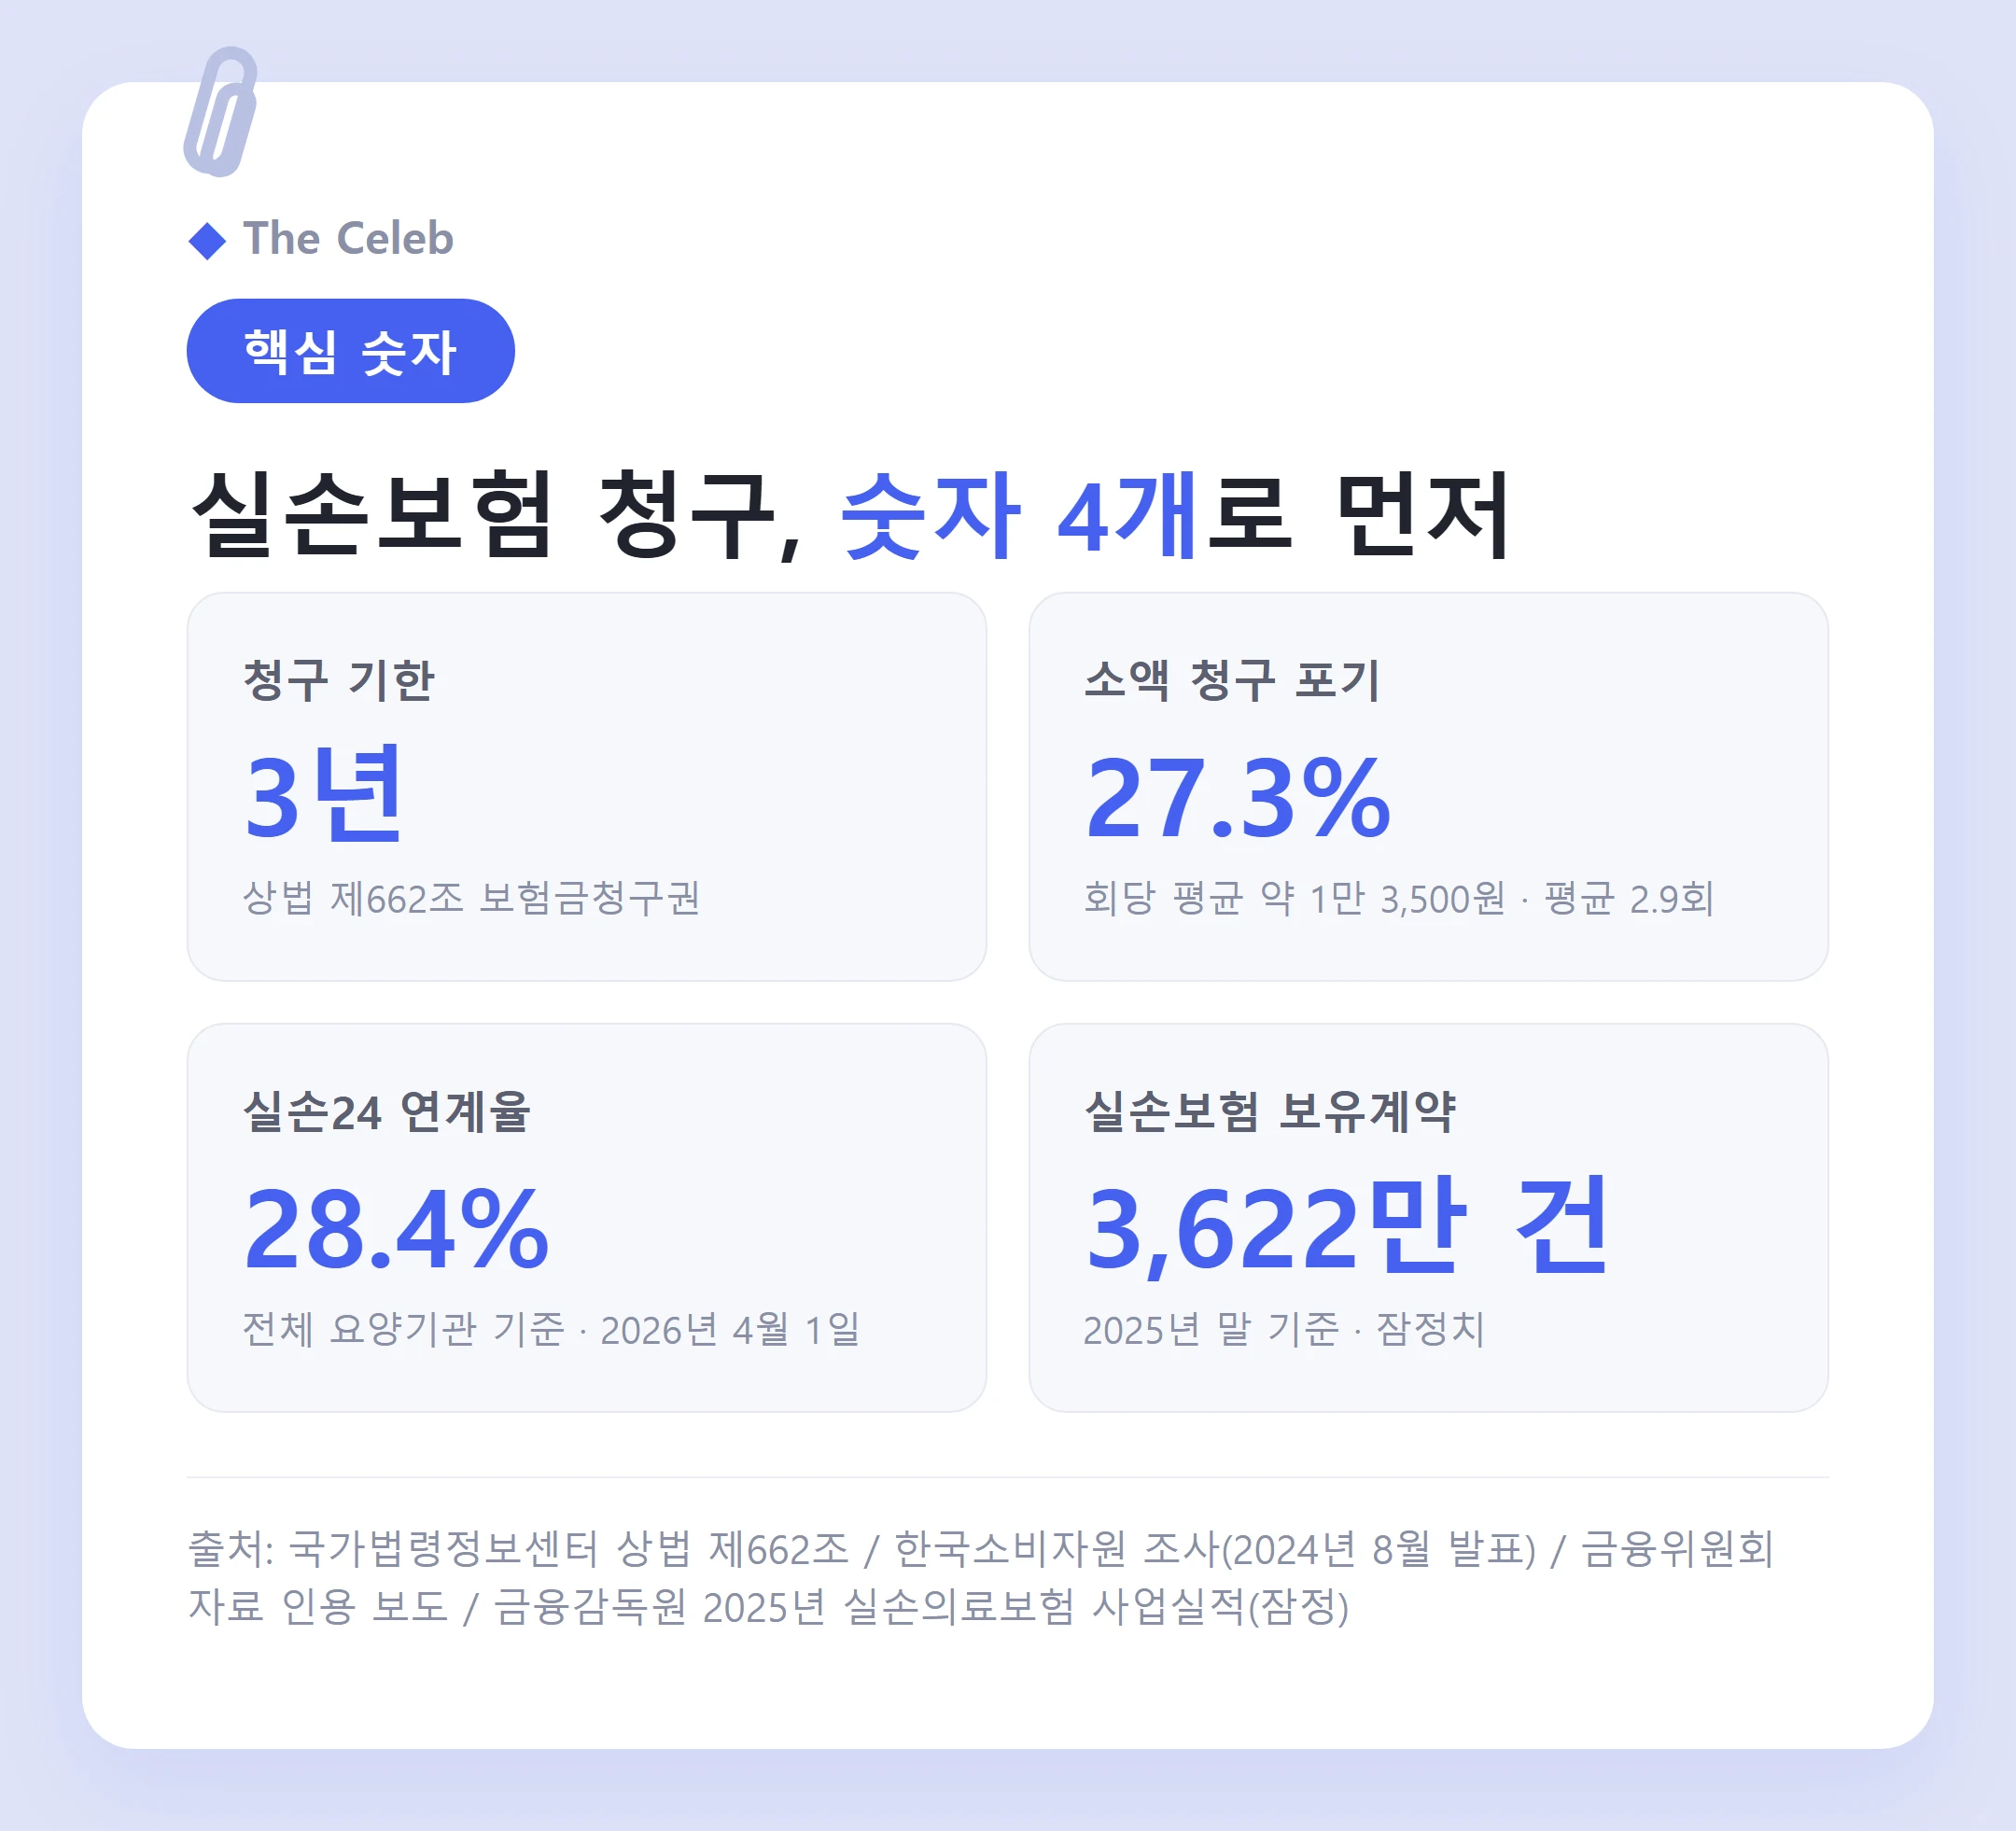 The Celeb
핵심 숫자
실손보험 청구, 숫자 4개로 먼저
청구 기한
3년
상법 제662조 보험금청구권
소액 청구 포기
27.3%
회당 평균 약 1만 3,500원 · 평균 2.9회
실손24 연계율
28.4%
전체 요양기관 기준 · 2026년 4월 1일
실손보험 보유계약
3,622만 건
2025년 말 기준 · 잠정치
출처: 국가법령정보센터 상법 제662조 / 한국소비자원 조사(2024년 8월 발표) / 금융위원회
자료 인용 보도 / 금융감독원 2025년 실손의료보험 사업실적(잠정)